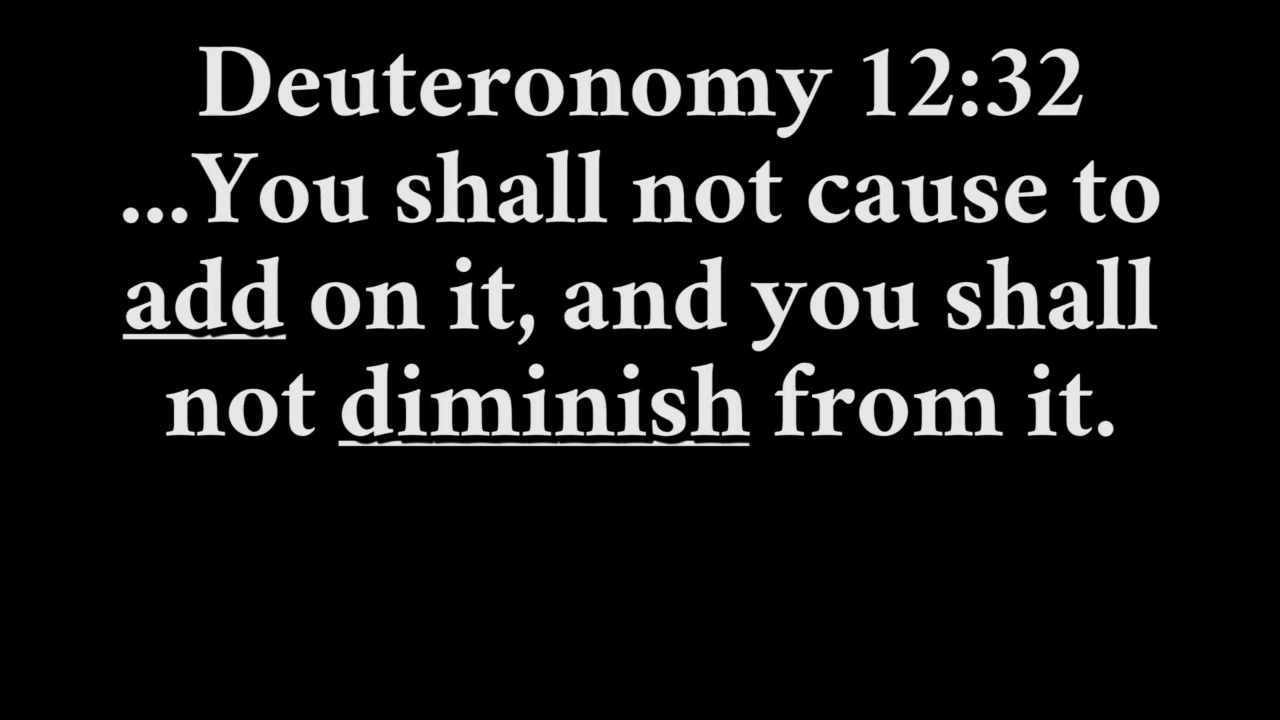 Deuteronomy 12:32
...You shall not cause to
add on it, and you shall
not diminish from it.